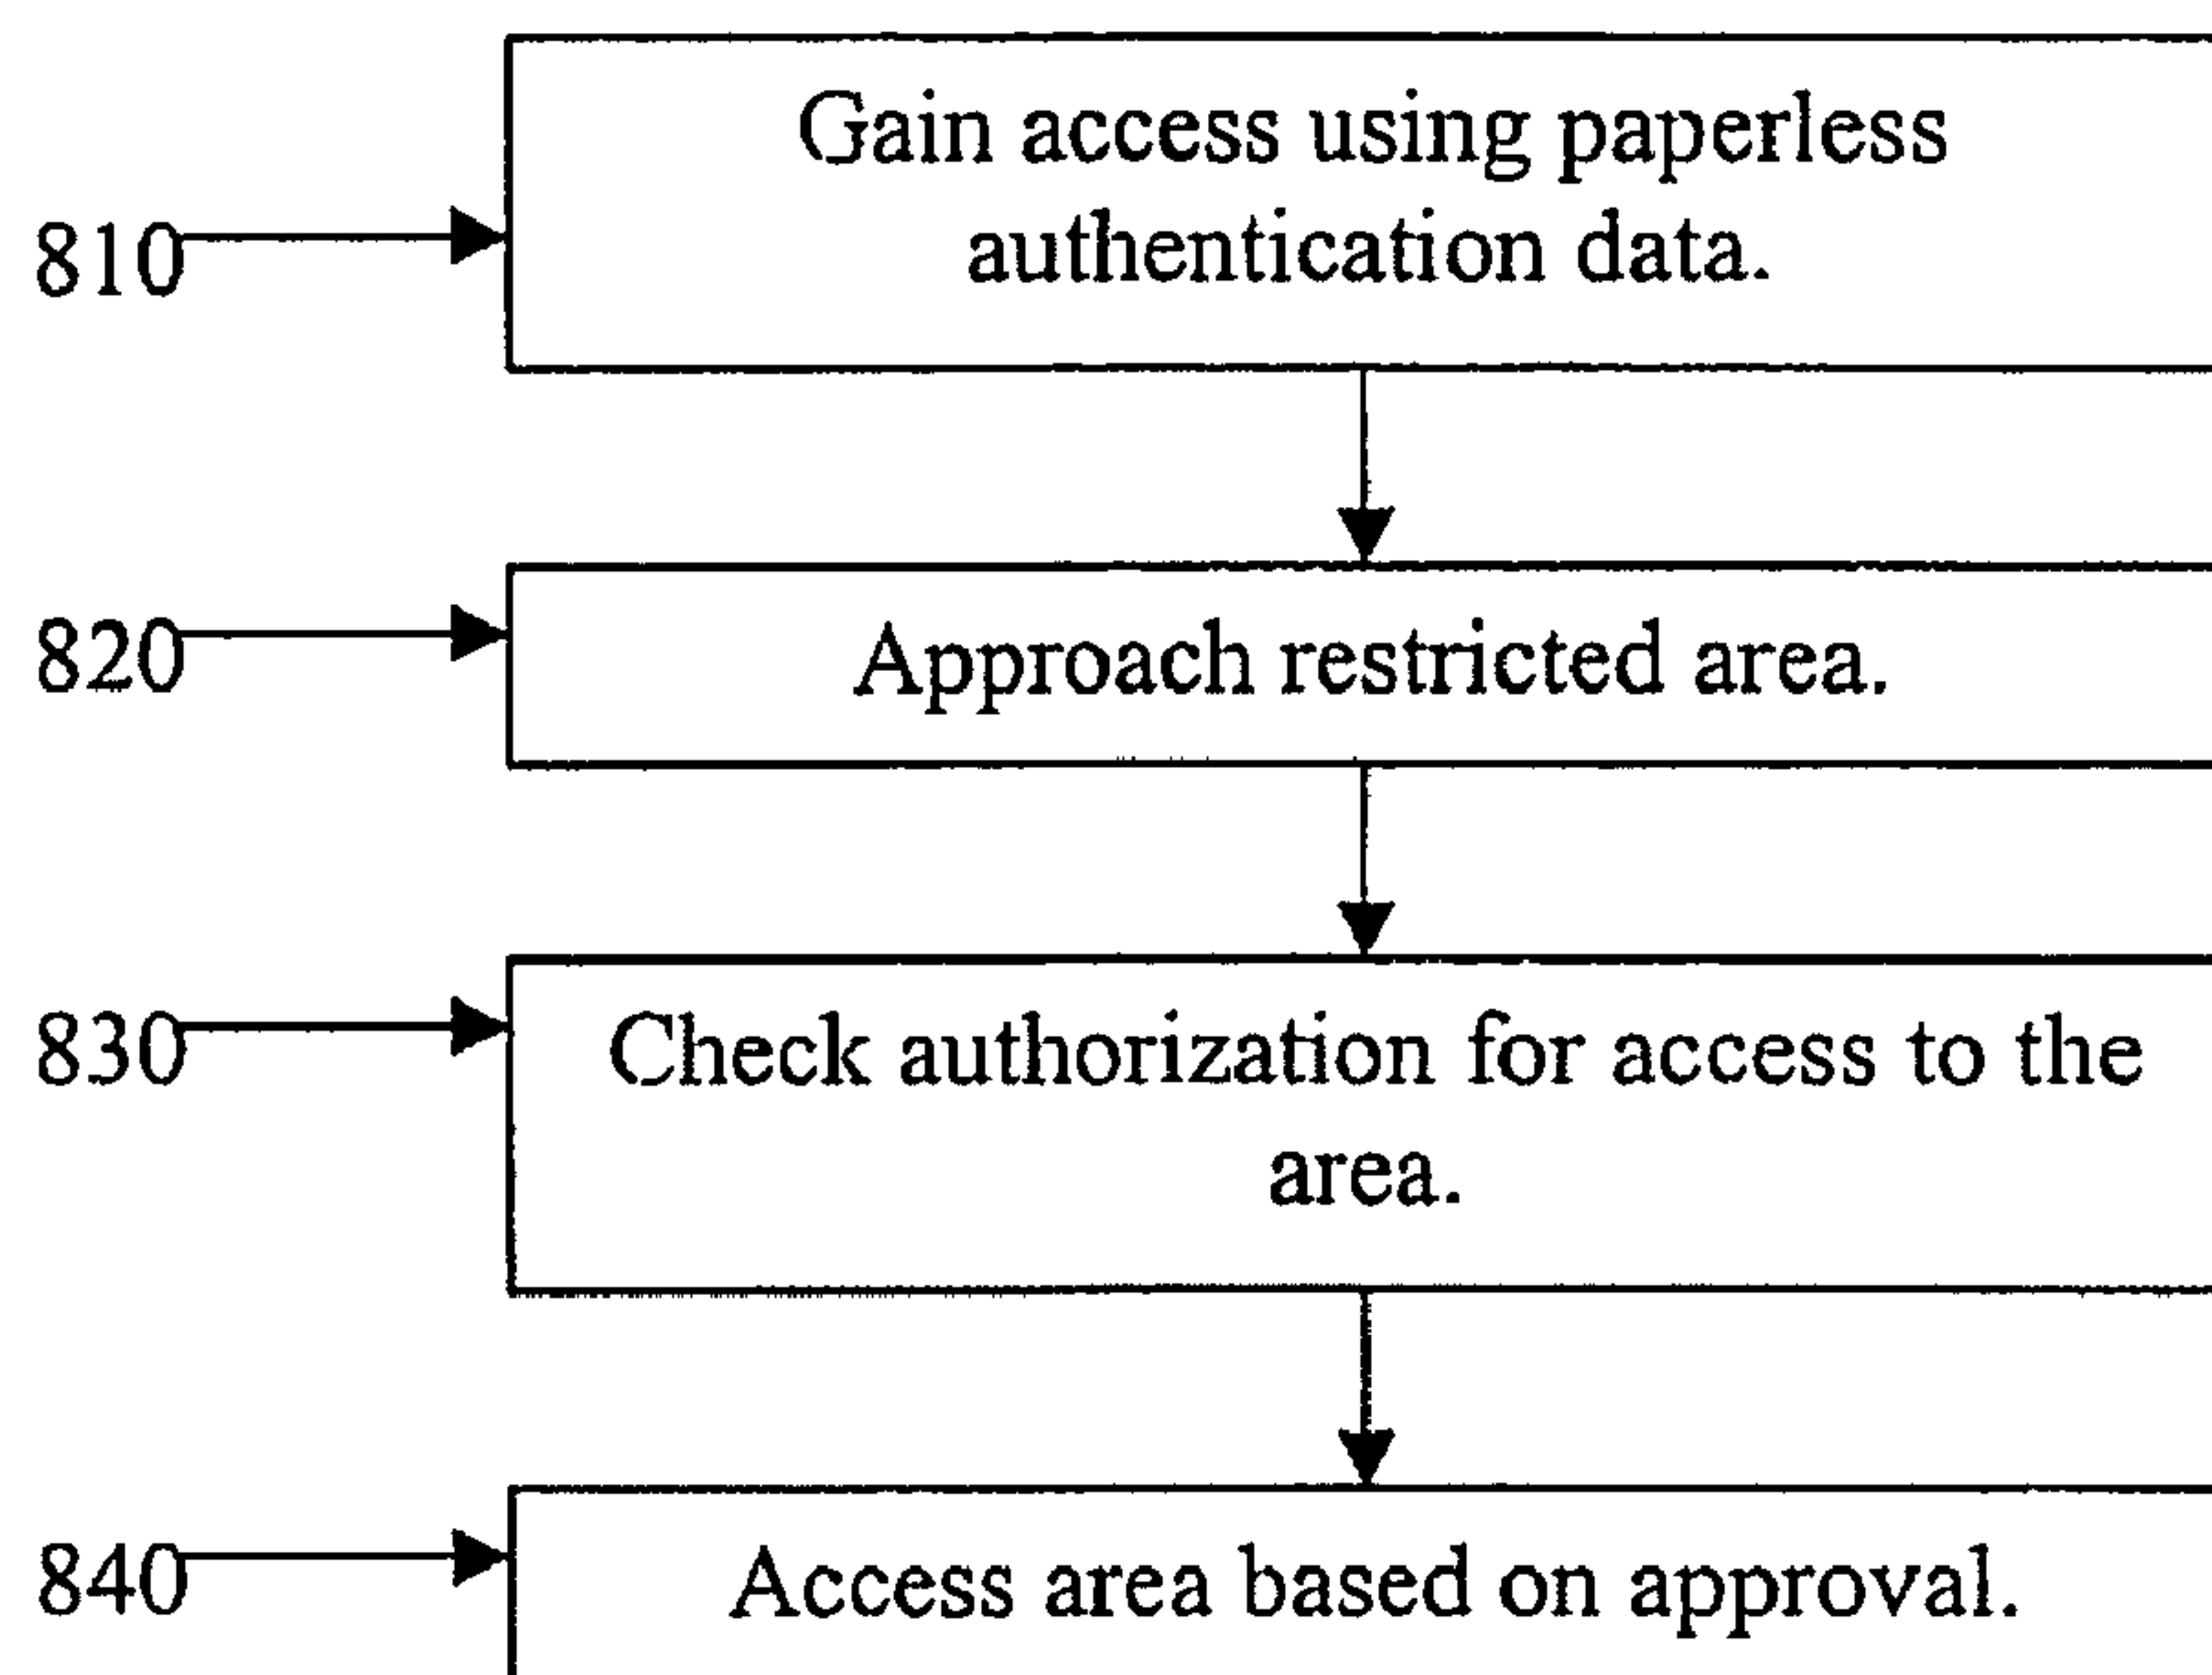 Gain access using paperless
authentication data.
810
Approach restricted area.
820
Check authorization for access to the
area.
830
Access area based on approval.
840